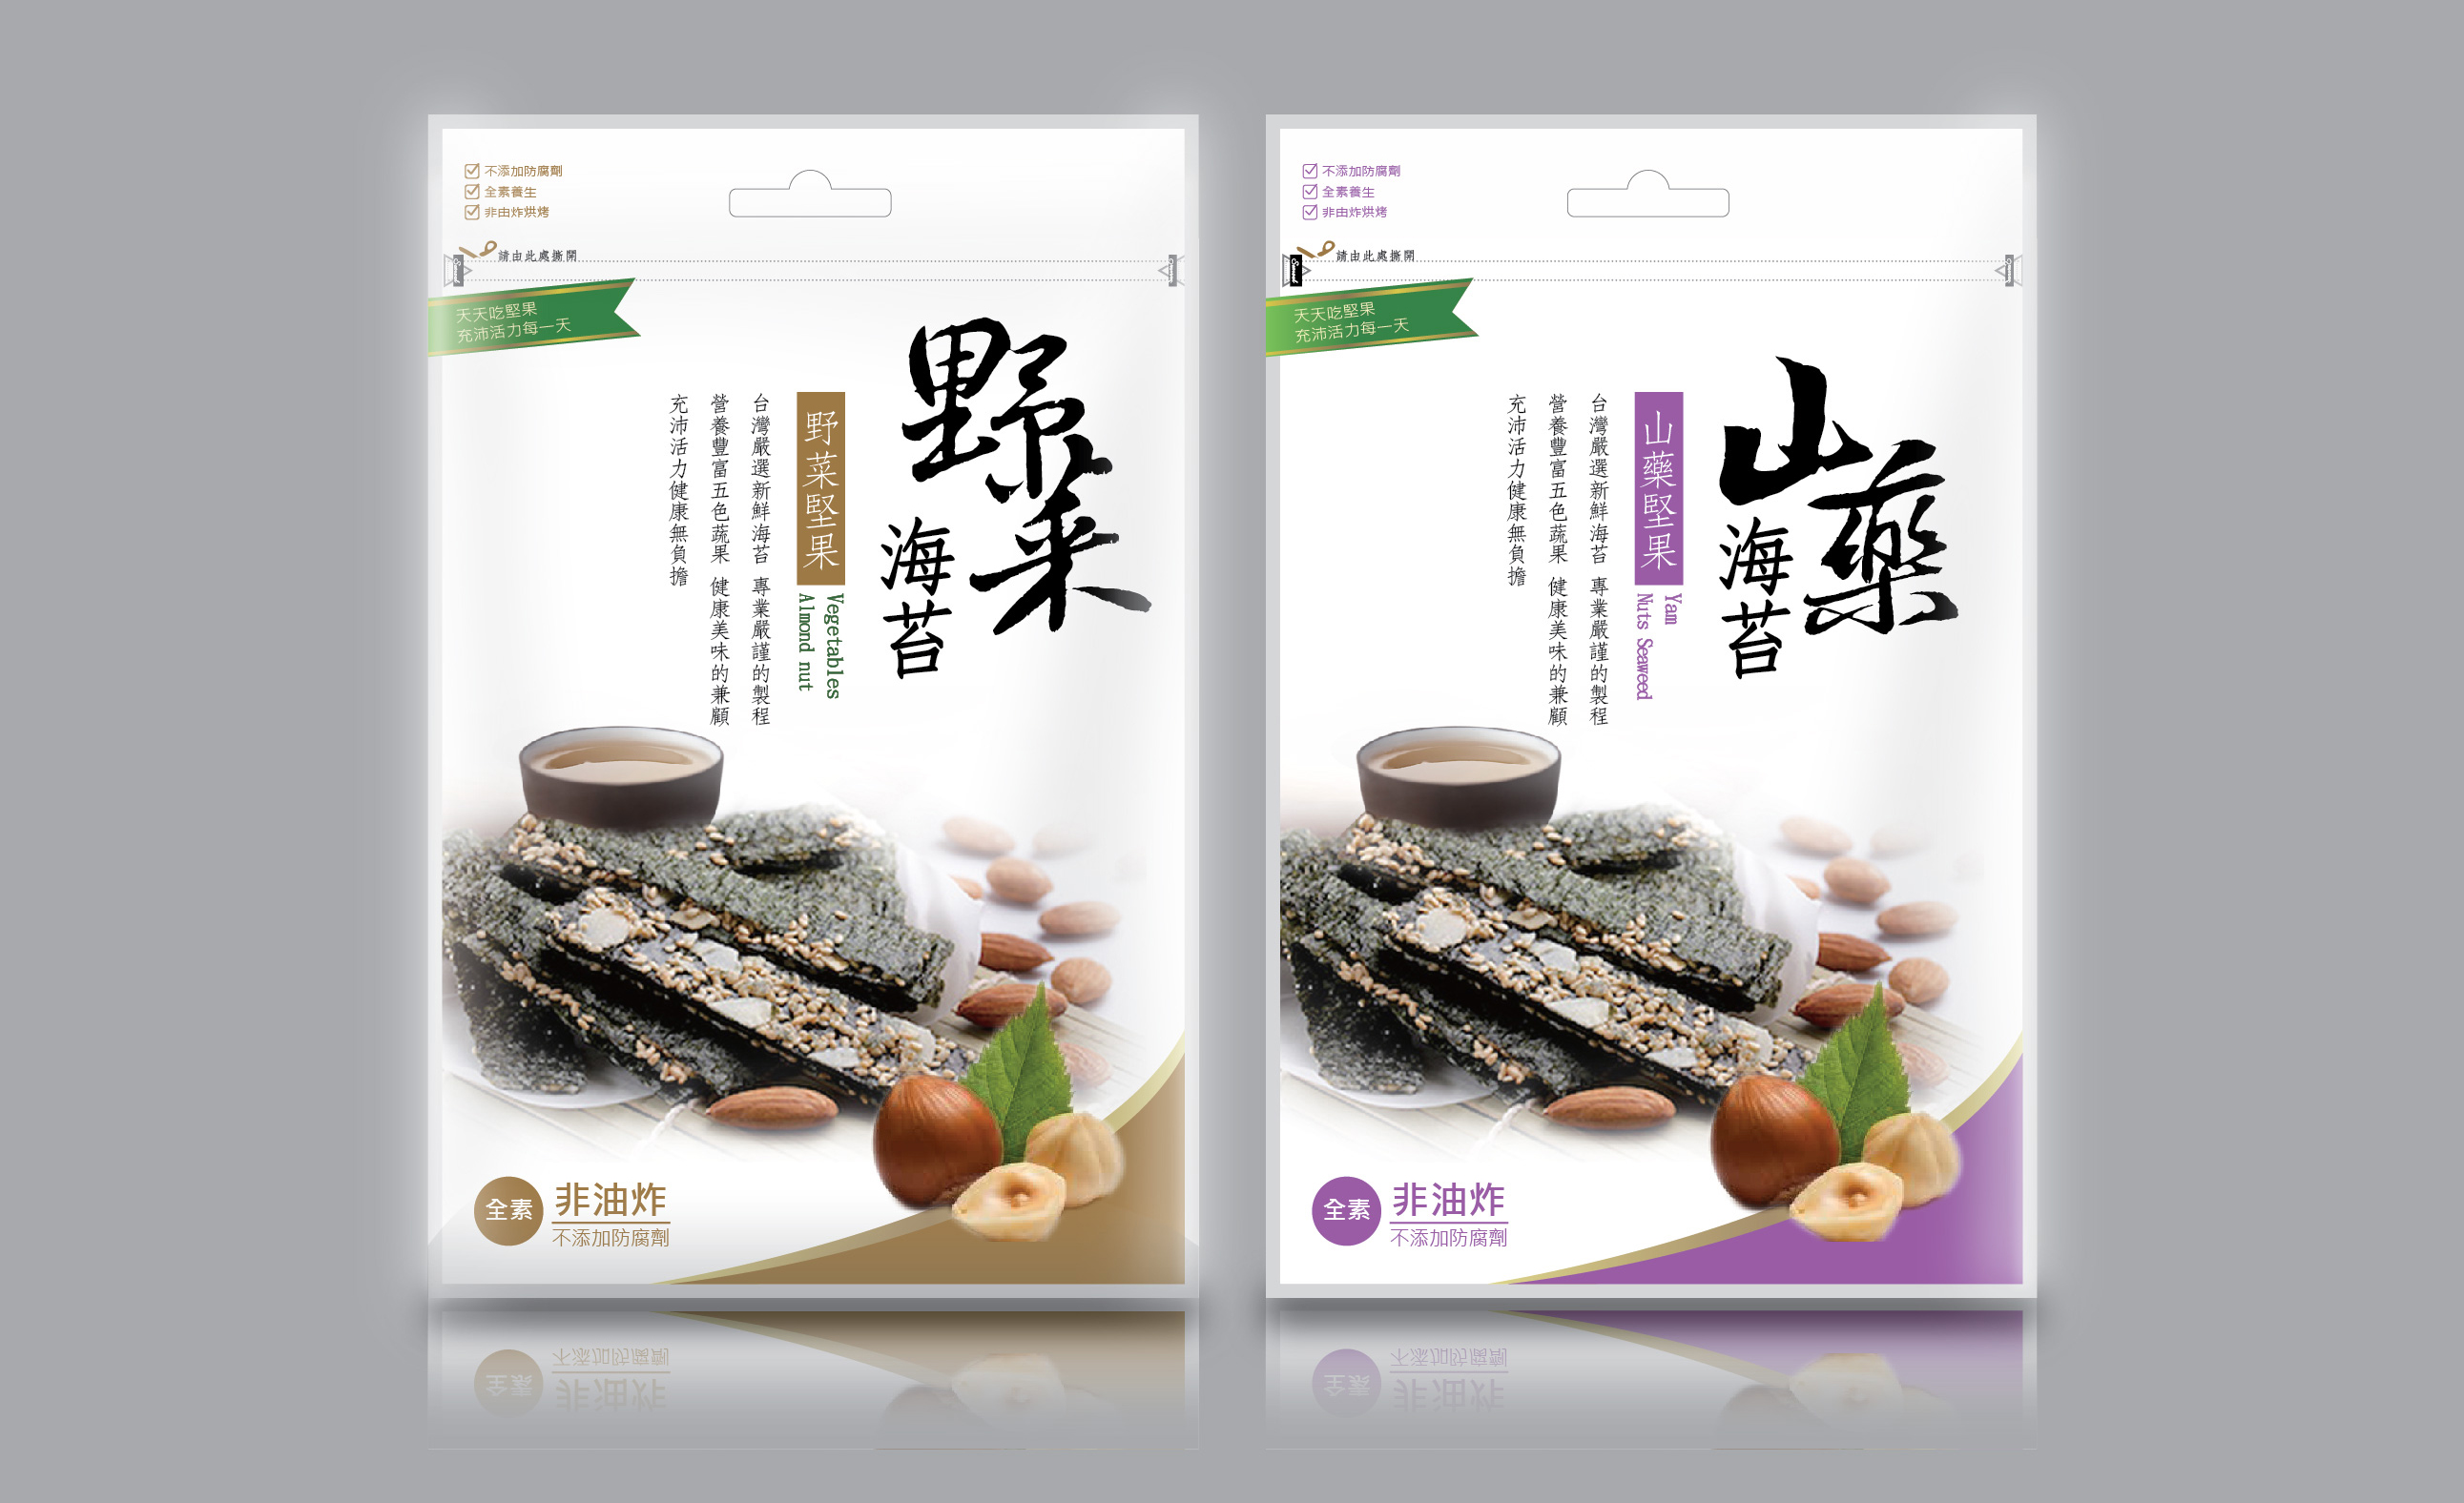 不添加防腐劑
全素養生
非由炸烘烤
請由此處撕開
天天吃堅果
充沛活力每一天
野菜
海苔
野菜堅果
Vegetables
Almond nut
台灣嚴選新鮮海苔 專業嚴謹的製程
營養豐富五色蔬果 健康美味的兼顧
充沛活力健康無負擔
全素
非油炸
不添加防腐劑
不添加防腐劑
全素養生
非由炸烘烤
請由此處撕開
天天吃堅果
充沛活力每一天
山藥
海苔
山藥堅果
Yam
Nuts Seaweed
台灣嚴選新鮮海苔 專業嚴謹的製程
營養豐富五色蔬果 健康美味的兼顧
充沛活力健康無負擔
全素
非油炸
不添加防腐劑